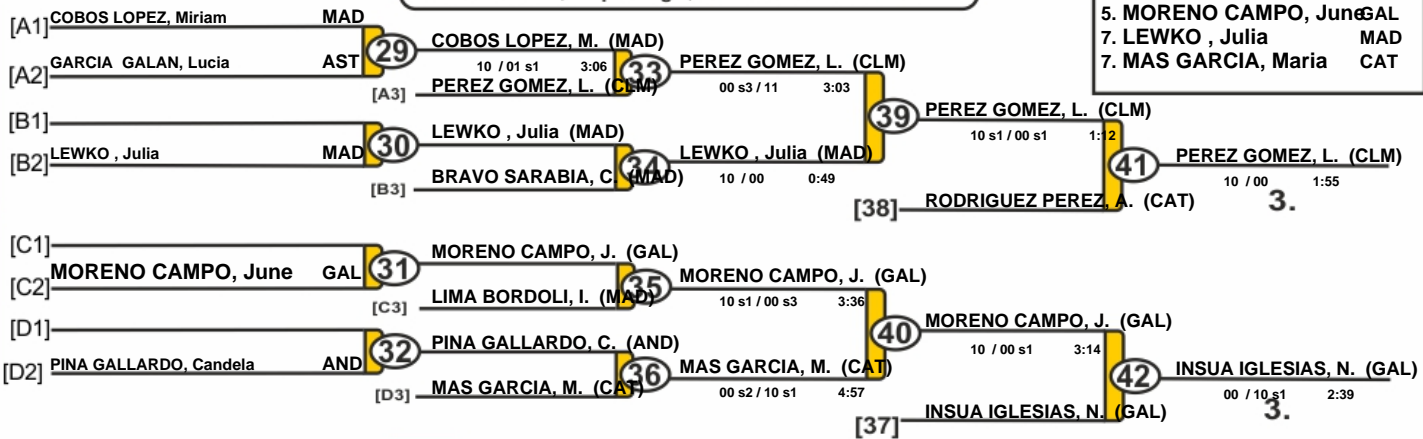 5. MORENO CAMPO, June GAL
7. LEWKO , Julia MAD
7. MAS GARCIA, Maria CAT
[A1] COBOS LOPEZ, Miriam MAD
[A2] GARCIA GALAN, Lucia AST
29
COBOS LOPEZ, M. (MAD)
10 / 01 s1 3:06
[A3] PEREZ GOMEZ, L. (CLM)
33
PEREZ GOMEZ, L. (CLM)
00 s3 / 11 3:03
[B1]
[B2] LEWKO , Julia MAD
30
LEWKO , Julia (MAD)
[B3] BRAVO SARABIA, C. (MAD)
34
LEWKO , Julia (MAD)
10 / 00 0:49
39
PEREZ GOMEZ, L. (CLM)
10 s1 / 00 s1 1:12
[38] RODRIGUEZ PEREZ, A. (CAT)
41
PEREZ GOMEZ, L. (CLM)
10 / 00 1:55
3.
[C1]
[C2] MORENO CAMPO, June GAL
31
MORENO CAMPO, J. (GAL)
[C3] LIMA BORDOLI, I. (MAD)
35
MORENO CAMPO, J. (GAL)
10 s1 / 00 s3 3:36
[D1]
[D2] PINA GALLARDO, Candela AND
32
PINA GALLARDO, C. (AND)
[D3] MAS GARCIA, M. (CAT)
36
MAS GARCIA, M. (CAT)
00 s2 / 10 s1 4:57
40
MORENO CAMPO, J. (GAL)
10 / 00 s1 3:14
[37] INSUA IGLESIAS, N. (GAL)
42
INSUA IGLESIAS, N. (GAL)
00 / 10 s1 2:39
3.